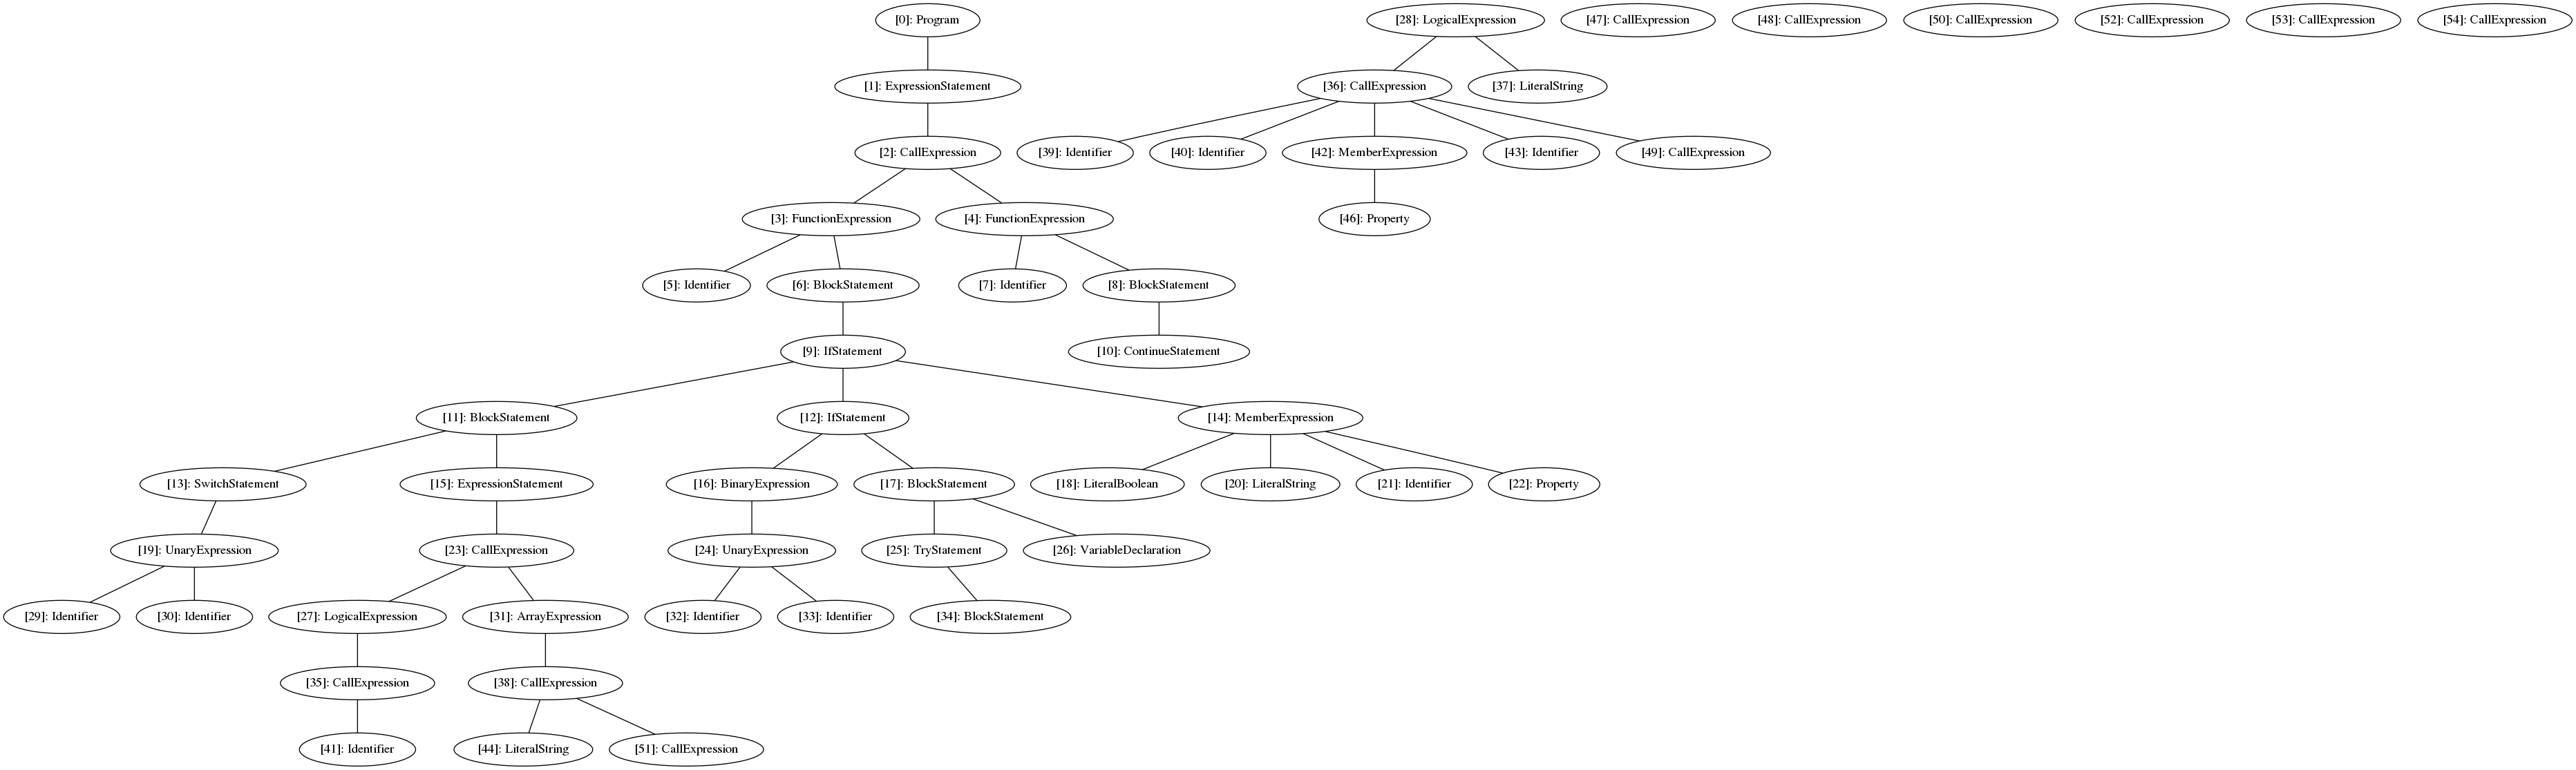 [0]: Program
[28]: LogicalExpression
[47]: CallExpression
[48]: CallExpression
[50]: CallExpression
[52]: CallExpression
[53]: CallExpression
[54]: CallExpression
[1]: ExpressionStatement
[36]: CallExpression
[37]: LiteralString
[2]: CallExpression
[39]: Identifier
[40]: Identifier
[42]: MemberExpression
[43]: Identifier
[49]: CallExpression
[3]: FunctionExpression
[4]: FunctionExpression
[46]: Property
[5]: Identifier
[6]: BlockStatement
[7]: Identifier
[8]: BlockStatement
[9]: IfStatement
[10]: ContinueStatement
[11]: BlockStatement
[12]: IfStatement
[14]: MemberExpression
[13]: SwitchStatement
[15]: ExpressionStatement
[16]: BinaryExpression
[17]: BlockStatement
[18]: LiteralBoolean
[20]: LiteralString
[21]: Identifier
[22]: Property
[19]: UnaryExpression
[23]: CallExpression
[24]: UnaryExpression
[25]: TryStatement
[26]: VariableDeclaration
[29]: Identifier
[30]: Identifier
[27]: LogicalExpression
[31]: ArrayExpression
[32]: Identifier
[33]: Identifier
[34]: BlockStatement
[35]: CallExpression
[38]: CallExpression
[41]: Identifier
[44]: LiteralString
[51]: CallExpression